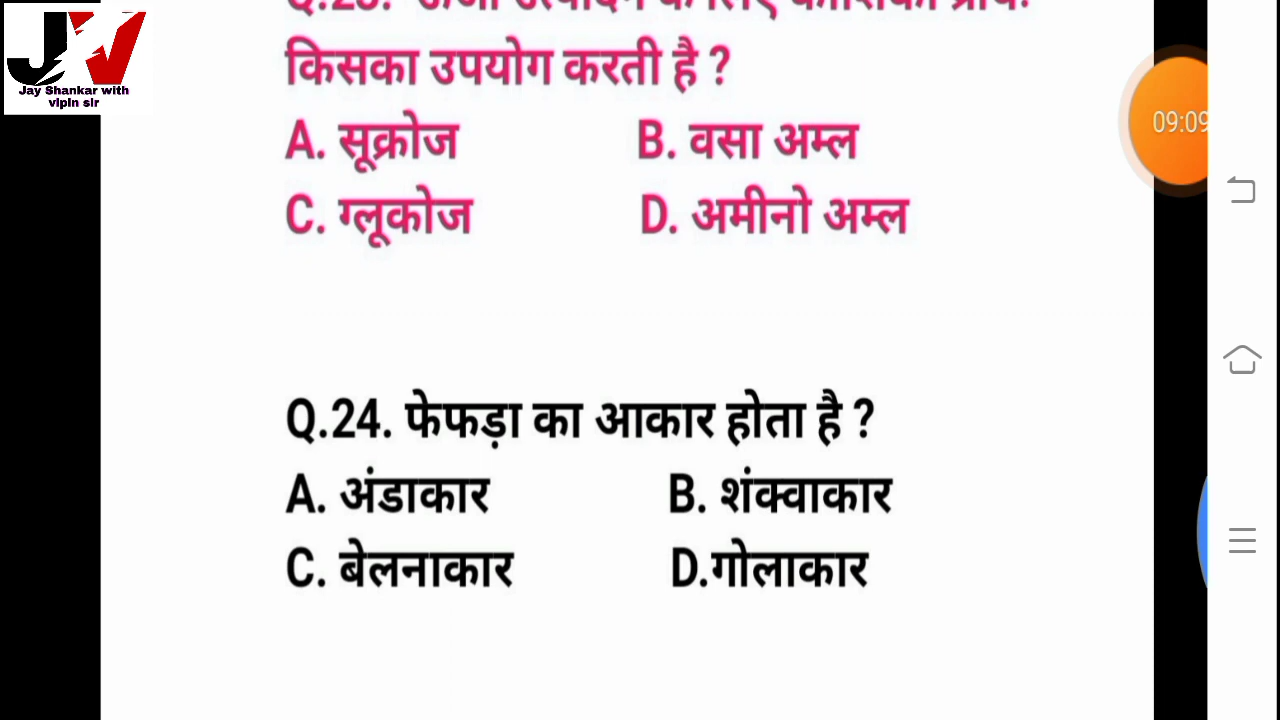 Jay Shankar with
vipin sir
किसका उपयोग करती है ?
A. सूक्रोज B. वसा अम्ल
C. ग्लूकोज D. अमीनो अम्ल
Q.24. फेफड़ा का आकार होता है ?
A. अंडाकार B. शंक्वाकार
C. बेलनाकार D.गोलाकार
09:09